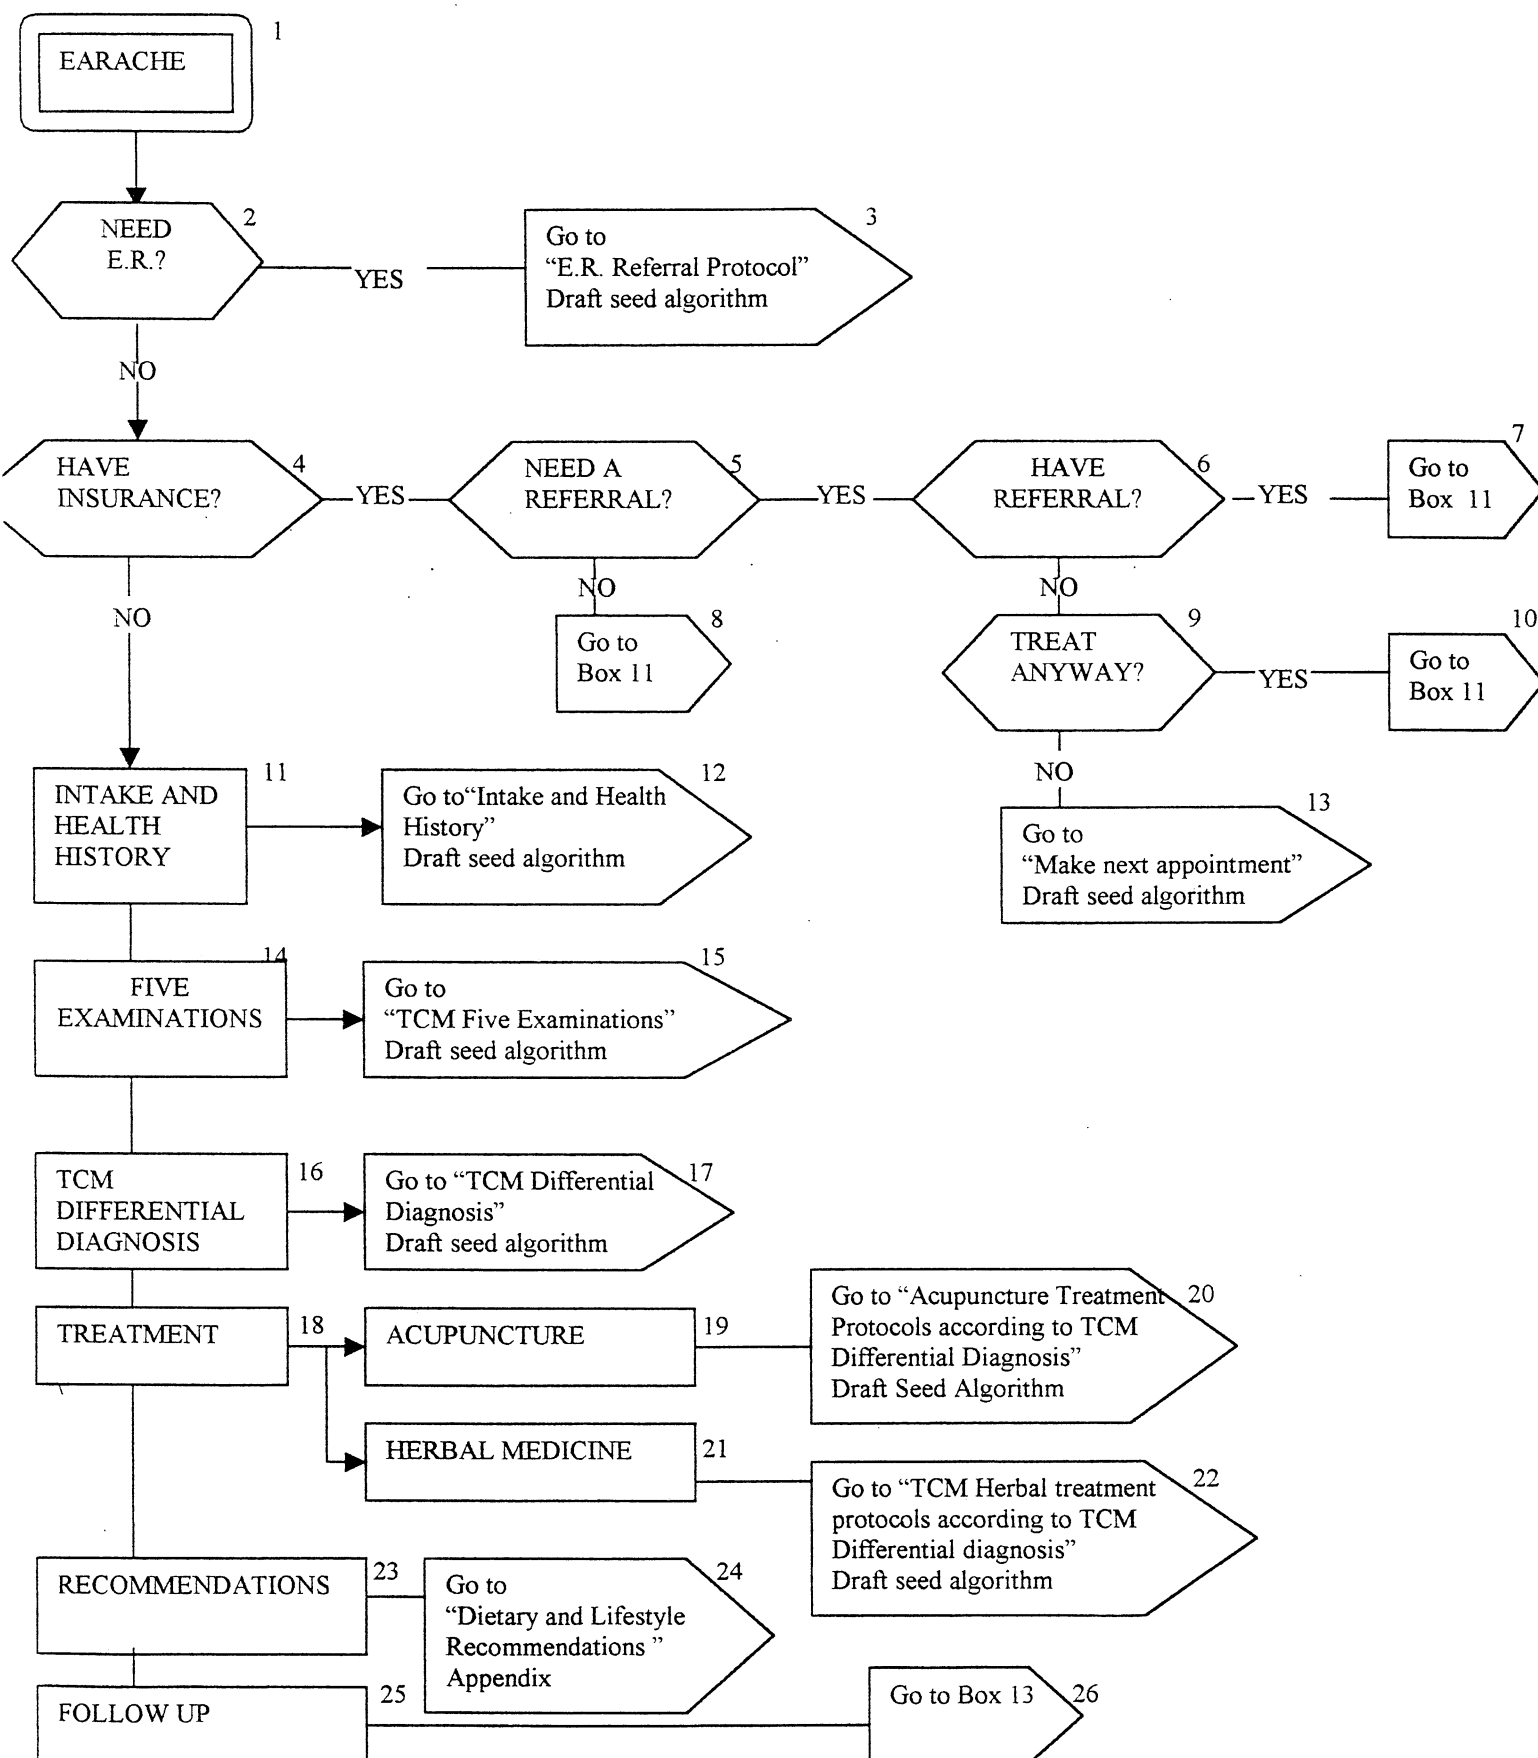 1
EARACHE
2
NEED
E.R.?
YES
3
Go to
“E.R. Referral Protocol”
Draft seed algorithm
NO
4
HAVE
INSURANCE?
YES
5
NEED A
REFERRAL?
YES
6
HAVE
REFERRAL?
YES
7
Go to
Box 11
NO
8
Go to
Box 11
NO
9
TREAT
ANYWAY?
YES
10
Go to
Box 11
NO
NO
13
Go to
“Make next appointment”
Draft seed algorithm
11
INTAKE AND
HEALTH
HISTORY
12
Go to“Intake and Health
History”
Draft seed algorithm
14
FIVE
EXAMINATIONS
15
Go to
“TCM Five Examinations”
Draft seed algorithm
16
TCM
DIFFERENTIAL
DIAGNOSIS
17
Go to “TCM Differential
Diagnosis”
Draft seed algorithm
18
TREATMENT
19
ACUPUNCTURE
20
Go to “Acupuncture Treatment
Protocols according to TCM
Differential Diagnosis”
Draft Seed Algorithm
21
HERBAL MEDICINE
22
Go to “TCM Herbal treatment
protocols according to TCM
Differential diagnosis”
Draft seed algorithm
23
RECOMMENDATIONS
24
Go to
“Dietary and Lifestyle
Recommendations ”
Appendix
25
FOLLOW UP
26
Go to Box 13